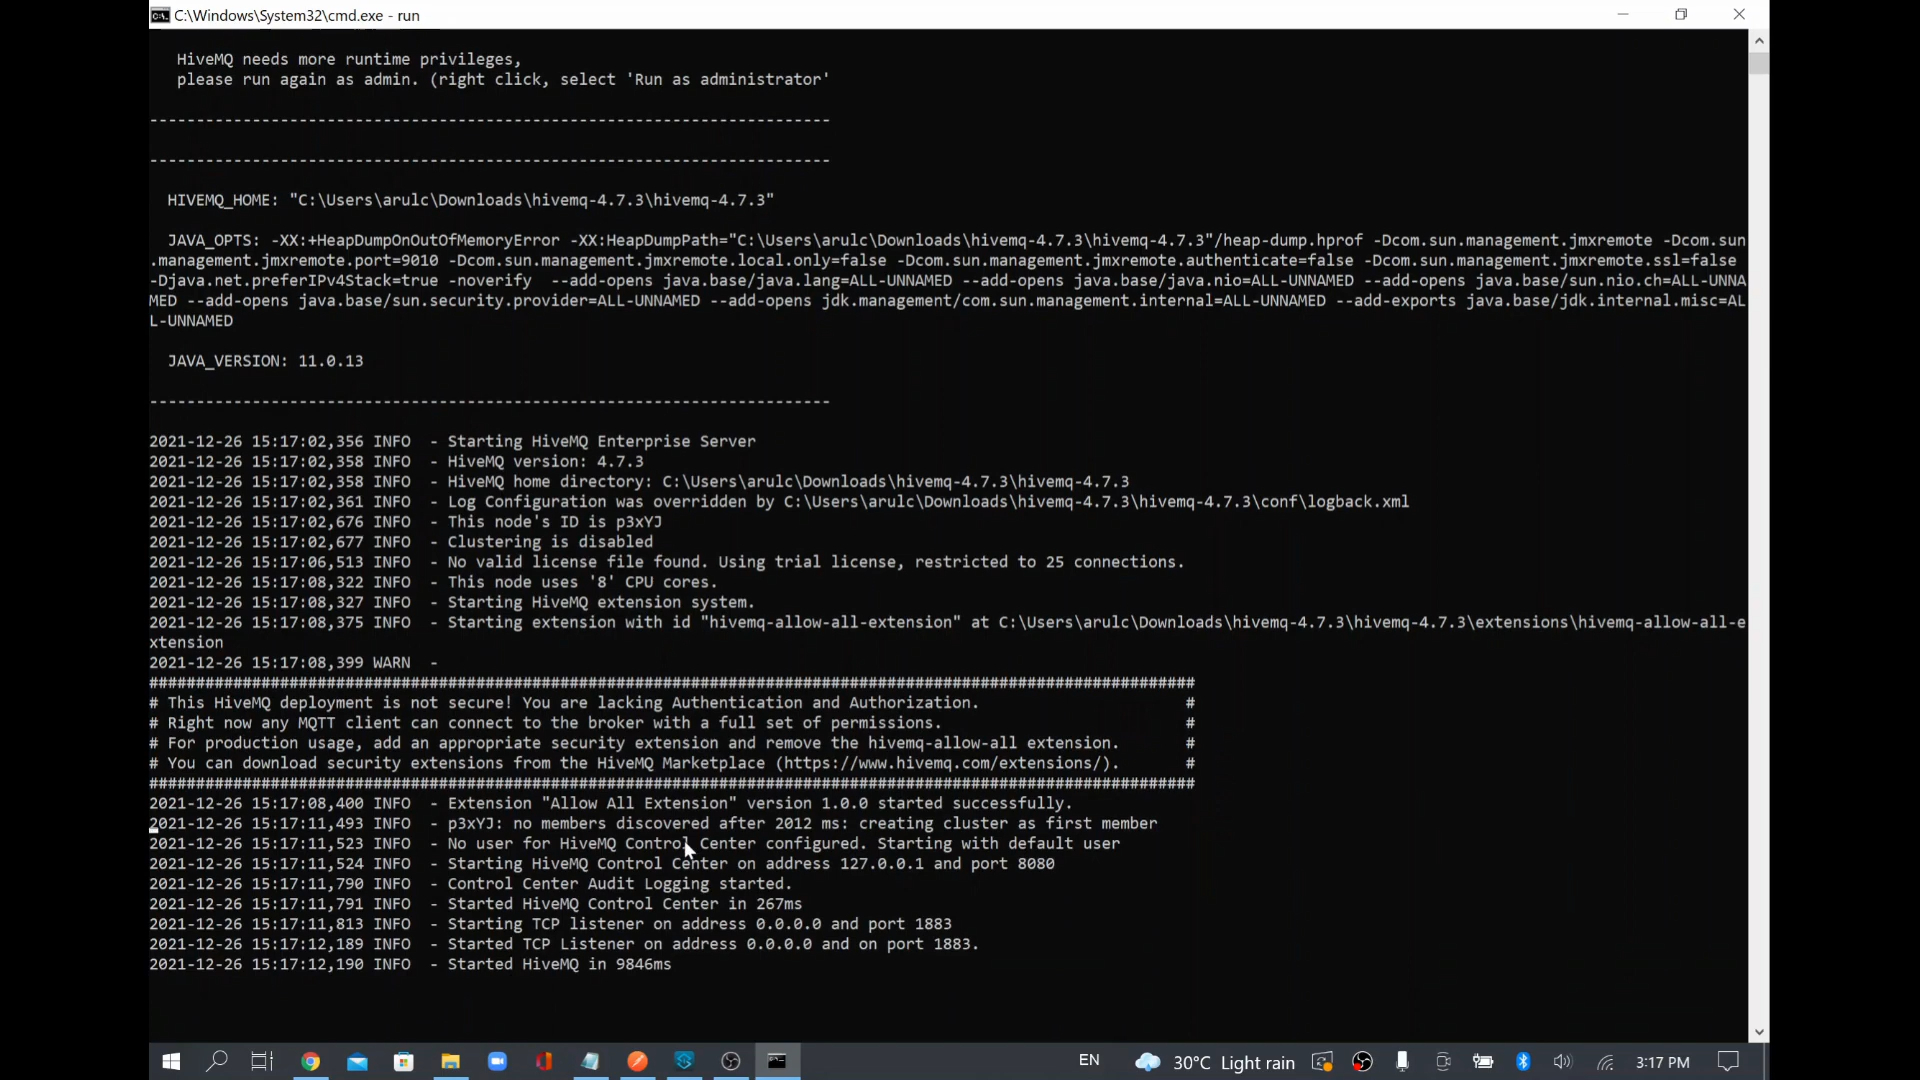 C:\Windows\System32\cmd.exe - run
HiveMQ needs more runtime privileges,
please run again as admin. (right click, select 'Run as administrator'
-------------------------------------------------------------------------
-------------------------------------------------------------------------
HIVEMQ_HOME: "C:\Users\arulc\Downloads\hivemq-4.7.3\hivemq-4.7.3"
JAVA_OPTS: -XX:+HeapDumpOnOutOfMemoryError -XX:HeapDumpPath="C:\Users\arulc\Downloads\hivemq-4.7.3\hivemq-4.7.3"/heap-dump.hprof -Dcom.sun.management.jmxremote -Dcom.sun
.management.jmxremote.port=9010 -Dcom.sun.management.jmxremote.local.only=false -Dcom.sun.management.jmxremote.authenticate=false -Dcom.sun.management.jmxremote.ssl=false
-Djava.net.preferIPv4Stack=true -noverify  --add-opens java.base/java.lang=ALL-UNNAMED --add-opens java.base/java.nio=ALL-UNNAMED --add-opens java.base/sun.nio.ch=ALL-UNNA
MED --add-opens java.base/sun.security.provider=ALL-UNNAMED --add-opens jdk.management/com.sun.management.internal=ALL-UNNAMED --add-exports java.base/jdk.internal.misc=AL
L-UNNAMED
JAVA_VERSION: 11.0.13
-------------------------------------------------------------------------
2021-12-26 15:17:02,356 INFO  - Starting HiveMQ Enterprise Server
2021-12-26 15:17:02,358 INFO  - HiveMQ version: 4.7.3
2021-12-26 15:17:02,358 INFO  - HiveMQ home directory: C:\Users\arulc\Downloads\hivemq-4.7.3\hivemq-4.7.3
2021-12-26 15:17:02,361 INFO  - Log Configuration was overridden by C:\Users\arulc\Downloads\hivemq-4.7.3\hivemq-4.7.3\conf\logback.xml
2021-12-26 15:17:02,676 INFO  - This node's ID is p3xYJ
2021-12-26 15:17:02,677 INFO  - Clustering is disabled
2021-12-26 15:17:06,513 INFO  - No valid license file found. Using trial license, restricted to 25 connections.
2021-12-26 15:17:08,322 INFO  - This node uses '8' CPU cores.
2021-12-26 15:17:08,327 INFO  - Starting HiveMQ extension system.
2021-12-26 15:17:08,375 INFO  - Starting extension with id "hivemq-allow-all-extension" at C:\Users\arulc\Downloads\hivemq-4.7.3\hivemq-4.7.3\extensions\hivemq-allow-all-e
xtension
2021-12-26 15:17:08,399 WARN  -
################################################################################################################
# This HiveMQ deployment is not secure! You are lacking Authentication and Authorization. #
# Right now any MQTT client can connect to the broker with a full set of permissions. #
# For production usage, add an appropriate security extension and remove the hivemq-allow-all extension. #
# You can download security extensions from the HiveMQ Marketplace (https://www.hivemq.com/extensions/). #
################################################################################################################
2021-12-26 15:17:08,400 INFO  - Extension "Allow All Extension" version 1.0.0 started successfully.
2021-12-26 15:17:11,493 INFO  - p3xYJ: no members discovered after 2012 ms: creating cluster as first member
2021-12-26 15:17:11,523 INFO  - No user for HiveMQ Control Center configured. Starting with default user
2021-12-26 15:17:11,524 INFO  - Starting HiveMQ Control Center on address 127.0.0.1 and port 8080
2021-12-26 15:17:11,790 INFO  - Control Center Audit Logging started.
2021-12-26 15:17:11,791 INFO  - Started HiveMQ Control Center in 267ms
2021-12-26 15:17:11,813 INFO  - Starting TCP listener on address 0.0.0.0 and port 1883
2021-12-26 15:17:12,189 INFO  - Started TCP Listener on address 0.0.0.0 and on port 1883.
2021-12-26 15:17:12,190 INFO  - Started HiveMQ in 9846ms
EN 30°C Light rain 3:17 PM